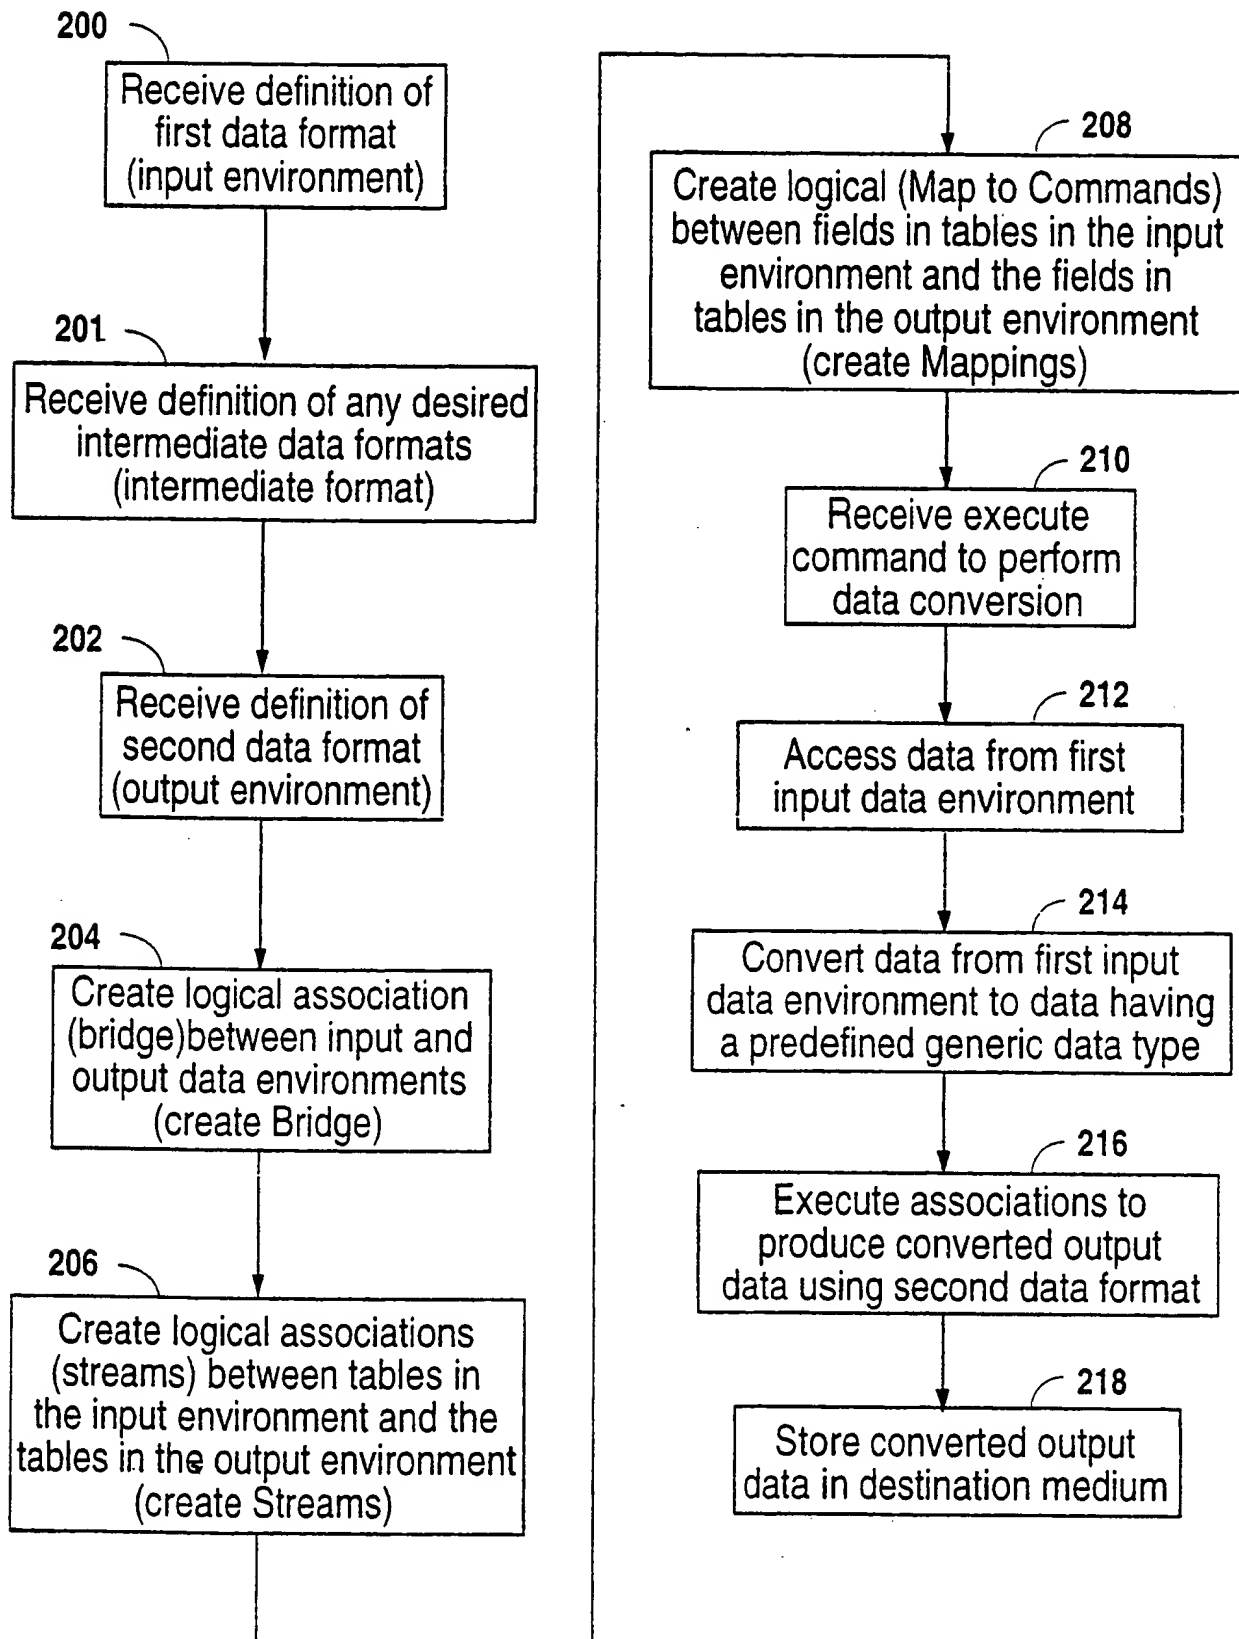 200
Receive definition of
first data format
(input environment)
201
Receive definition of any desired
intermediate data formats
(intermediate format)
202
Receive definition of
second data format
(output environment)
204
Create logical association
(bridge)between input and
output data environments
(create Bridge)
206
Create logical associations
(streams) between tables in
the input environment and the
tables in the output environment
(create Streams)
208
Create logical (Map to Commands)
between fields in tables in the input
environment and the fields in
tables in the output environment
(create Mappings)
210
Receive execute
command to perform
data conversion
212
Access data from first
input data environment
214
Convert data from first input
data environment to data having
a predefined generic data type
216
Execute associations to
produce converted output
data using second data format
218
Store converted output
data in destination medium